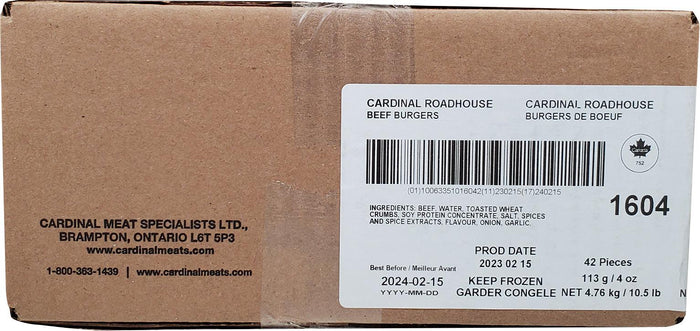 CARDINAL ROADHOUSE
BEEF BURGERS
CARDINAL ROADHOUSE
BURGERS DE BOEUF
Canada
752
(01)10063351016042(11)230215(17)240215
INGREDIENTS: BEEF, WATER, TOASTED WHEAT
CRUMBS, SOY PROTEIN CONCENTRATE, SALT, SPICES
AND SPICE EXTRACTS, FLAVOUR, ONION, GARLIC.
1604
PROD DATE
2023 02 15
42 Pieces
Best Before / Meilleur Avant
2024-02-15
YYYY-MM-DD
KEEP FROZEN
GARDER CONGELE
113 g / 4 oz
NET 4.76 kg / 10.5 lb
N
CARDINAL MEAT SPECIALISTS LTD.,
BRAMPTON, ONTARIO L6T 5P3
www.cardinalmeats.com
1-800-363-1439 | www.cardinalmeats.com